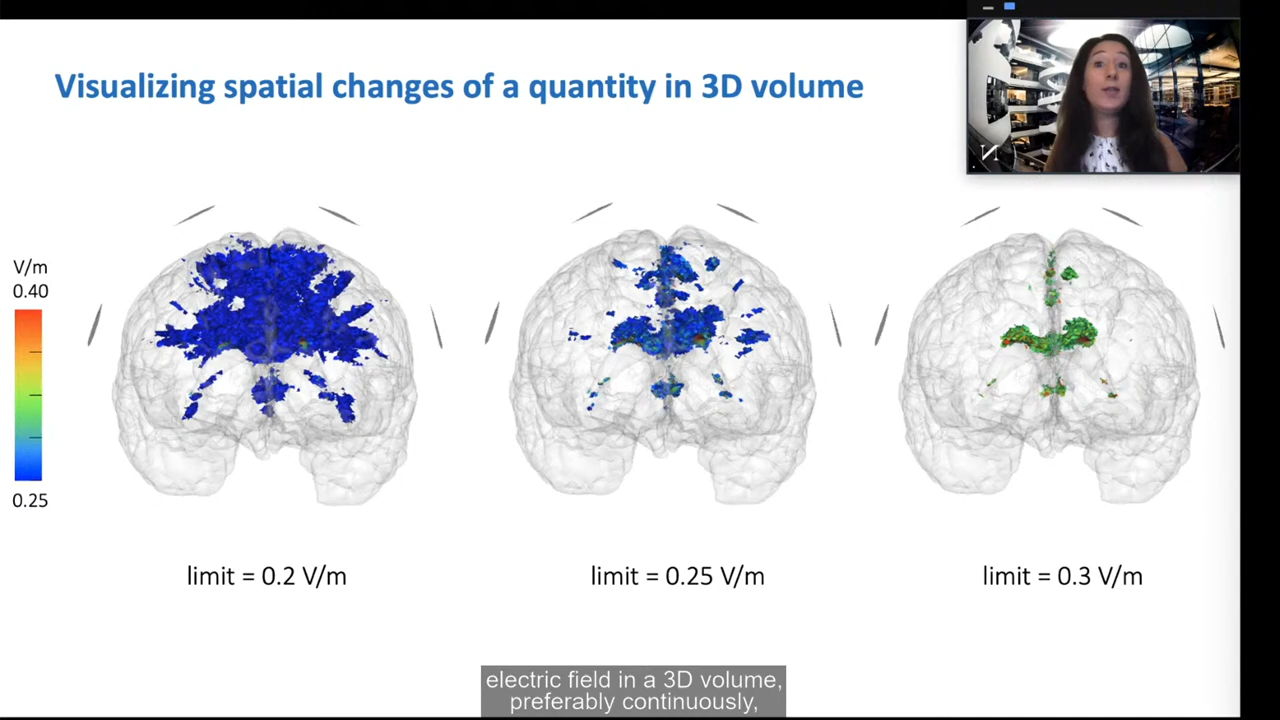 Visualizing spatial changes of a quantity in 3D volume
V/m
0.40
0.25
limit = 0.2 V/m
limit = 0.25 V/m
limit = 0.3 V/m
electric field in a 3D volume,
preferably continuously,